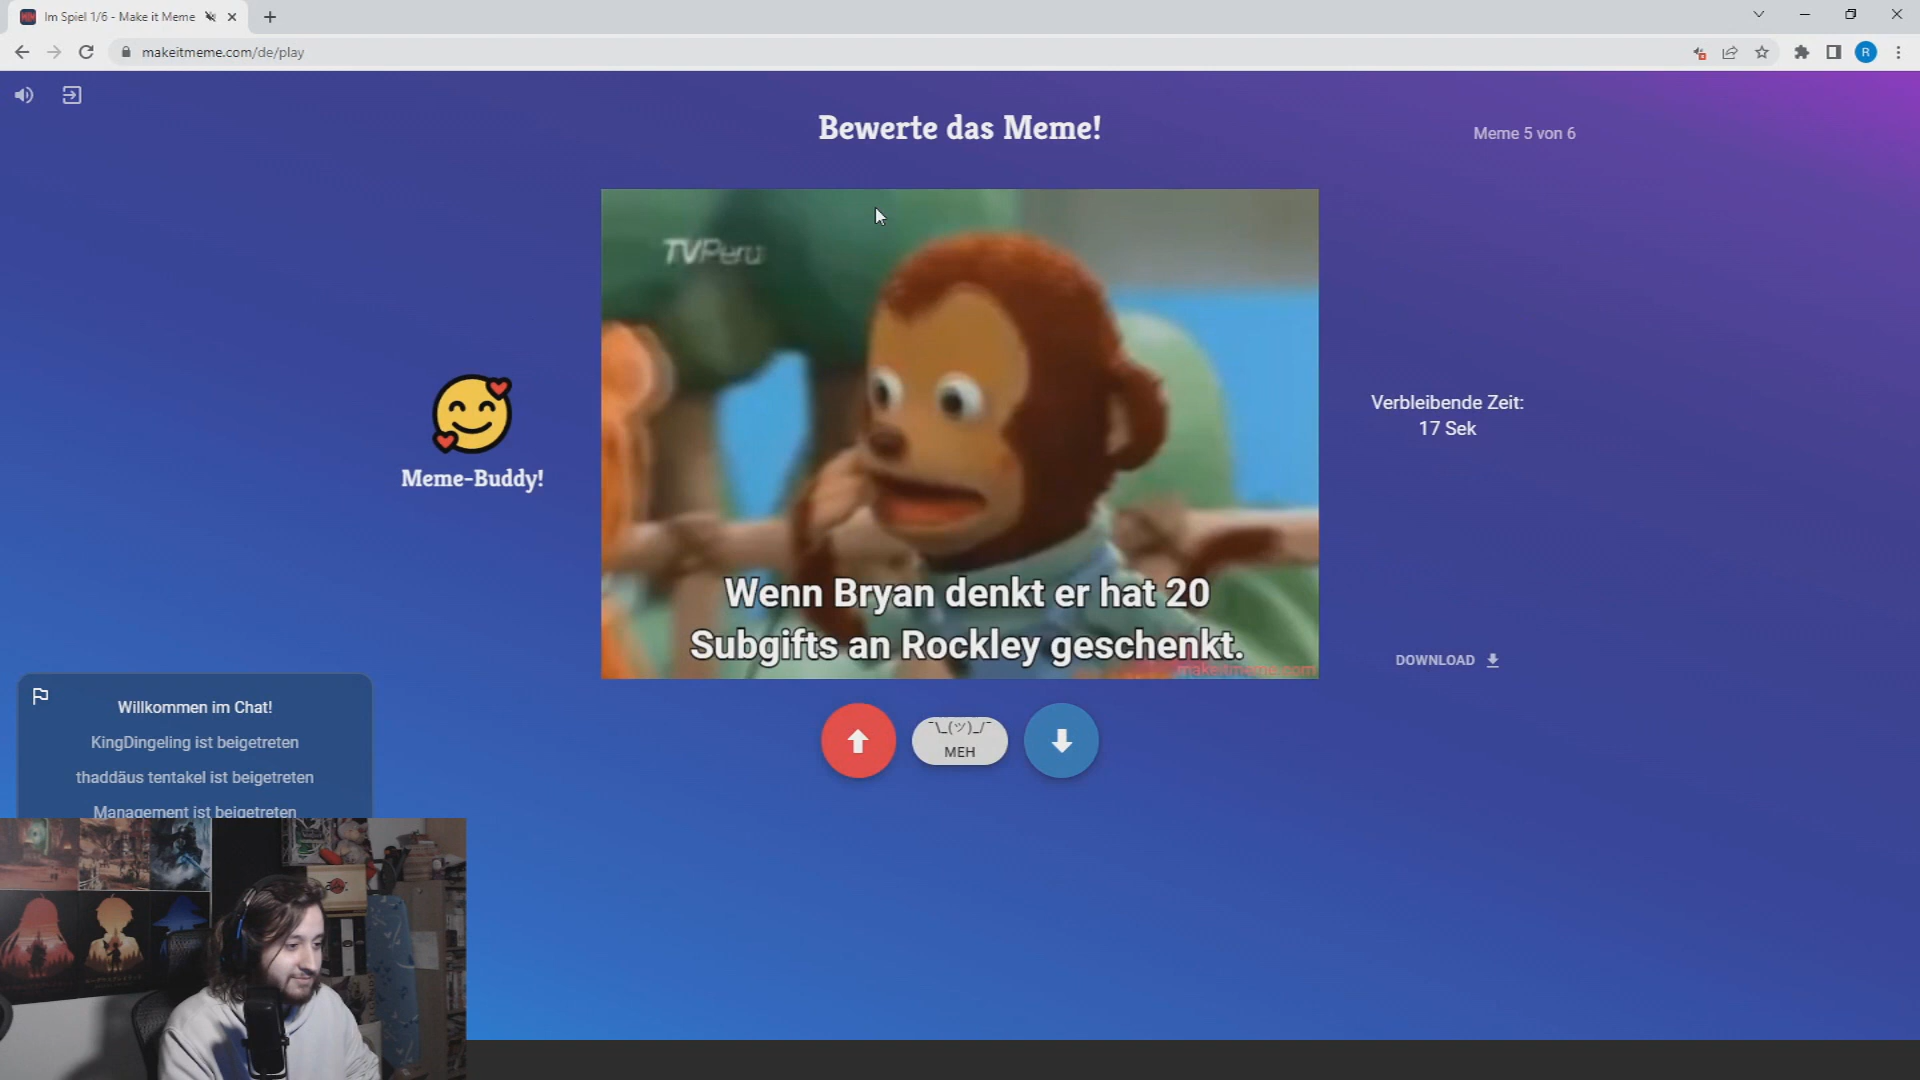 Im Spiel 1/6 - Make it Meme
makeitmeme.com/de/play
R
Bewerte das Meme!
Meme 5 von 6
TVPeru
Meme-Buddy!
Verbleibende Zeit:
17 Sek
Wenn Bryan denkt er hat 20
Subgifts an Rockley geschenkt.
makeitmeme.com
DOWNLOAD
¯\_(ツ)_/¯
MEH
Willkommen im Chat!
KingDingeling ist beigetreten
thaddäus tentakel ist beigetreten
Management ist beigetreten